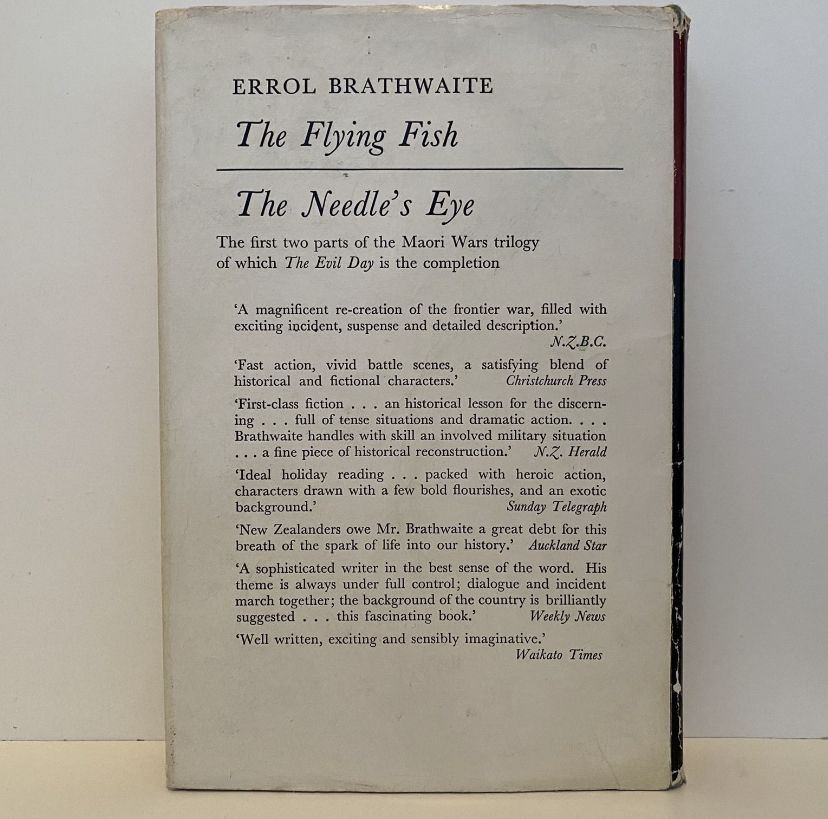 ERROL BRATHWAITE
The Flying Fish
The Needle's Eye
The first two parts of the Maori Wars trilogy
of which The Evil Day is the completion
‘A magnificent re-creation of the frontier war, filled with
exciting incident, suspense and detailed description.’
N.Z.B.C.
‘Fast action, vivid battle scenes, a satisfying blend of
historical and fictional characters.’ Christchurch Press
‘First-class fiction . . . an historical lesson for the discern-
ing . . . full of tense situations and dramatic action. . . .
Brathwaite handles with skill an involved military situation
. . . a fine piece of historical reconstruction.’ N.Z. Herald
‘Ideal holiday reading . . . packed with heroic action,
characters drawn with a few bold flourishes, and an exotic
background.’ Sunday Telegraph
‘New Zealanders owe Mr. Brathwaite a great debt for this
breath of the spark of life into our history.’ Auckland Star
‘A sophisticated writer in the best sense of the word. His
theme is always under full control; dialogue and incident
march together; the background of the country is brilliantly
suggested . . . this fascinating book.’ Weekly News
‘Well written, exciting and sensibly imaginative.’
Waikato Times